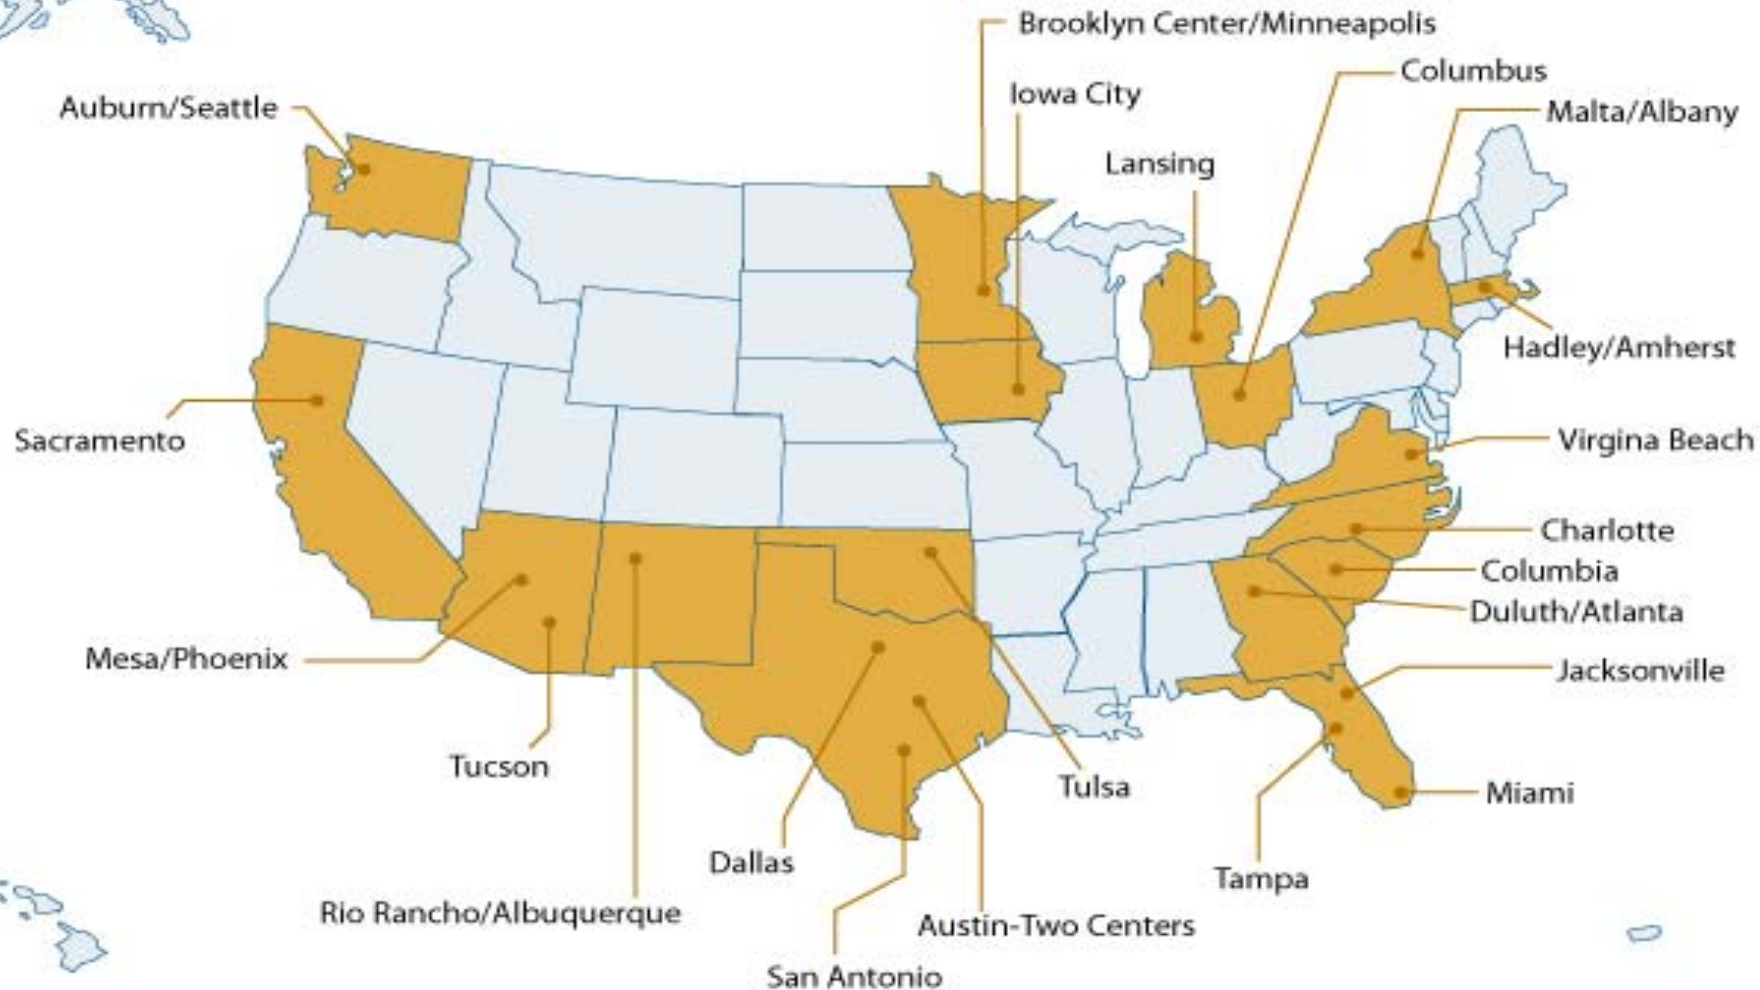 Brooklyn Center/Minneapolis
Columbus
Iowa City
Auburn/Seattle
Malta/Albany
Lansing
Hadley/Amherst
Sacramento
Virgina Beach
Charlotte
Columbia
Duluth/Atlanta
Mesa/Phoenix
Jacksonville
Tucson
Tulsa
Miami
Dallas
Tampa
Rio Rancho/Albuquerque
Austin-Two Centers
San Antonio